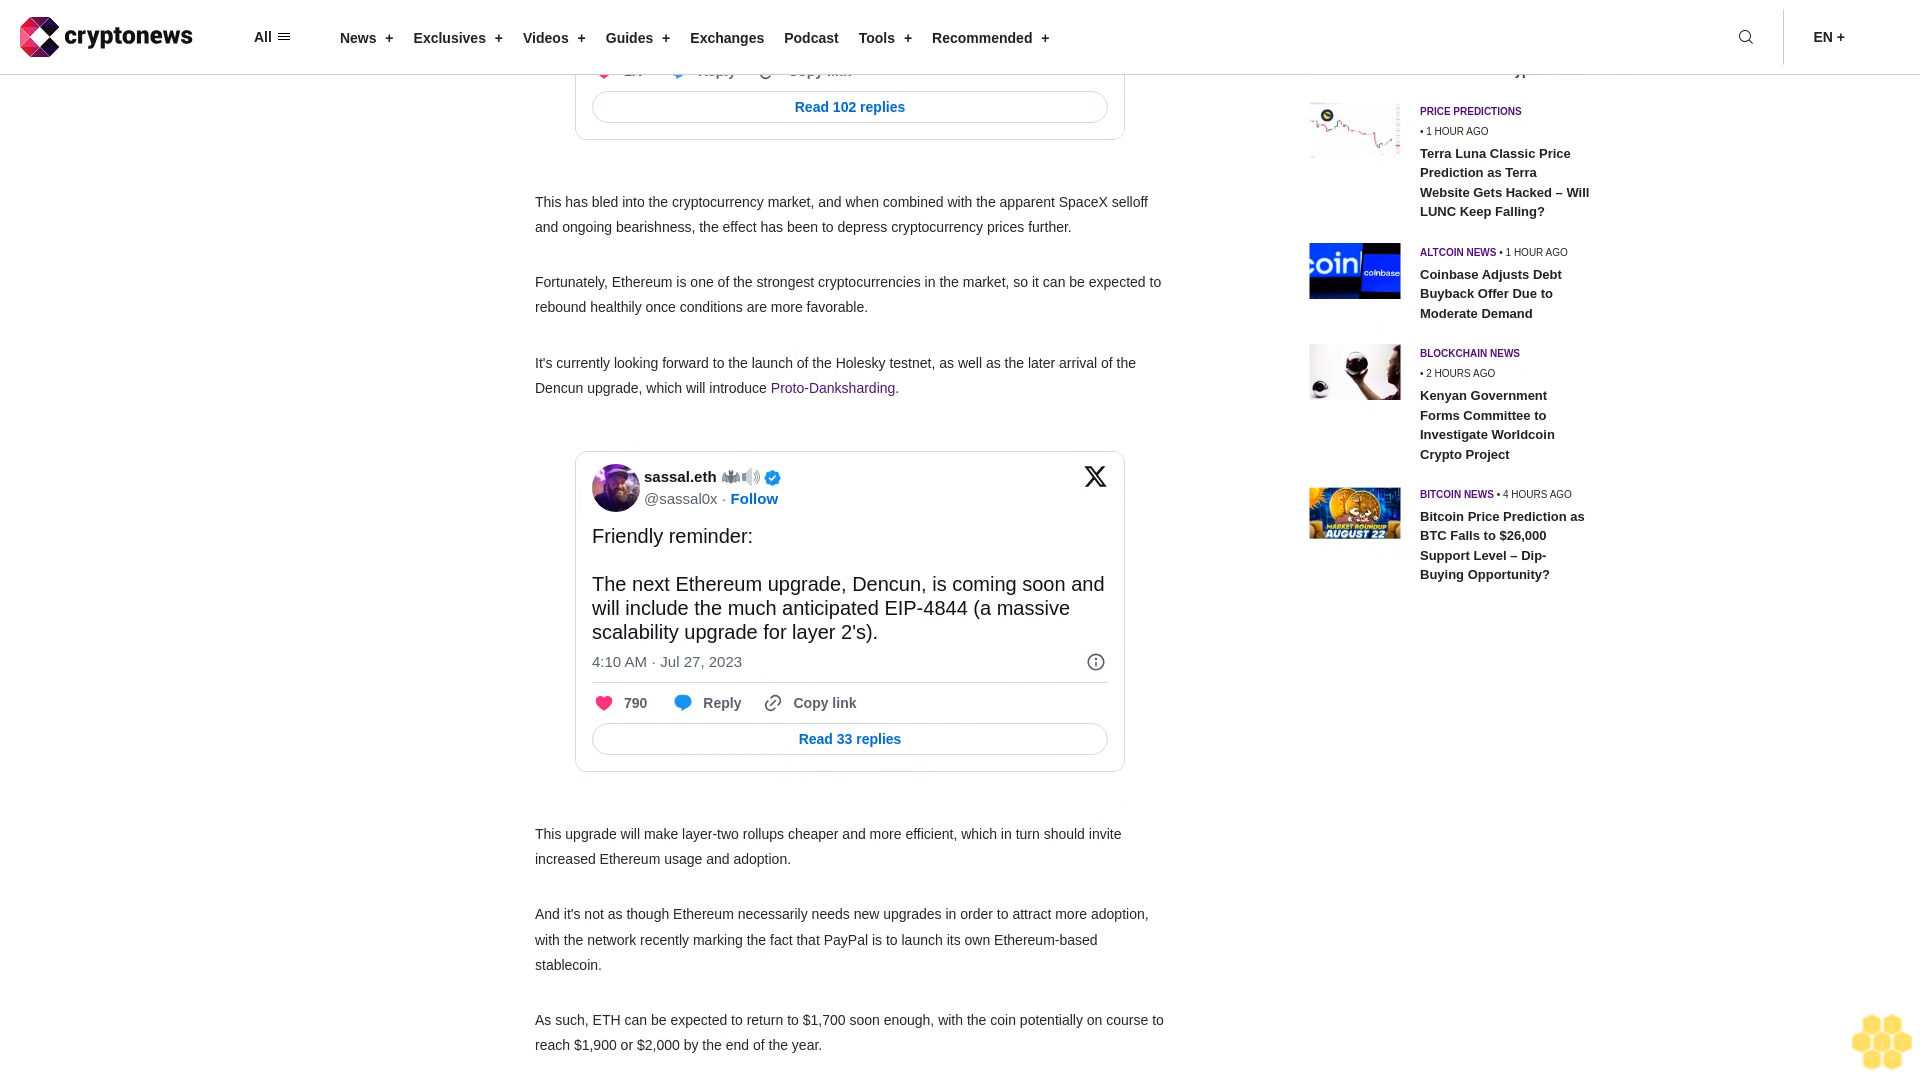 cryptonews
All
News +
Exclusives +
Videos +
Guides +
Exchanges
Podcast
Tools +
Recommended +
EN +
Read 102 replies
This has bled into the cryptocurrency market, and when combined with the apparent SpaceX selloff
and ongoing bearishness, the effect has been to depress cryptocurrency prices further.
Fortunately, Ethereum is one of the strongest cryptocurrencies in the market, so it can be expected to
rebound healthily once conditions are more favorable.
It's currently looking forward to the launch of the Holesky testnet, as well as the later arrival of the
Dencun upgrade, which will introduce Proto-Danksharding.
sassal.eth
@sassal0x · Follow
Friendly reminder:
The next Ethereum upgrade, Dencun, is coming soon and
will include the much anticipated EIP-4844 (a massive
scalability upgrade for layer 2's).
4:10 AM · Jul 27, 2023
790
Reply
Copy link
Read 33 replies
This upgrade will make layer-two rollups cheaper and more efficient, which in turn should invite
increased Ethereum usage and adoption.
And it's not as though Ethereum necessarily needs new upgrades in order to attract more adoption,
with the network recently marking the fact that PayPal is to launch its own Ethereum-based
stablecoin.
As such, ETH can be expected to return to $1,700 soon enough, with the coin potentially on course to
reach $1,900 or $2,000 by the end of the year.
PRICE PREDICTIONS
• 1 HOUR AGO
Terra Luna Classic Price
Prediction as Terra
Website Gets Hacked – Will
LUNC Keep Falling?
coin
coinbase
ALTCOIN NEWS • 1 HOUR AGO
Coinbase Adjusts Debt
Buyback Offer Due to
Moderate Demand
BLOCKCHAIN NEWS
• 2 HOURS AGO
Kenyan Government
Forms Committee to
Investigate Worldcoin
Crypto Project
MARKET ROUNDUP
AUGUST 22
BITCOIN NEWS • 4 HOURS AGO
Bitcoin Price Prediction as
BTC Falls to $26,000
Support Level – Dip-
Buying Opportunity?